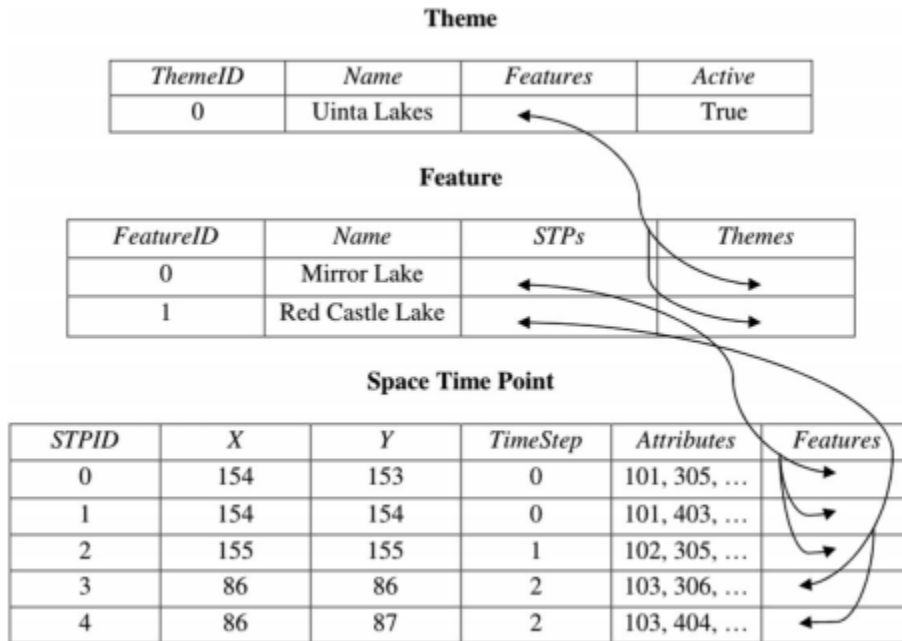 Theme
ThemeID Name Features Active
0 Uinta Lakes True
Feature
FeatureID Name STPs Themes
0 Mirror Lake
1 Red Castle Lake
Space Time Point
STPID X Y TimeStep Attributes Features
0 154 153 0 101, 305, …
1 154 154 0 101, 403, …
2 155 155 1 102, 305, …
3 86 86 2 103, 306, …
4 86 87 2 103, 404, …